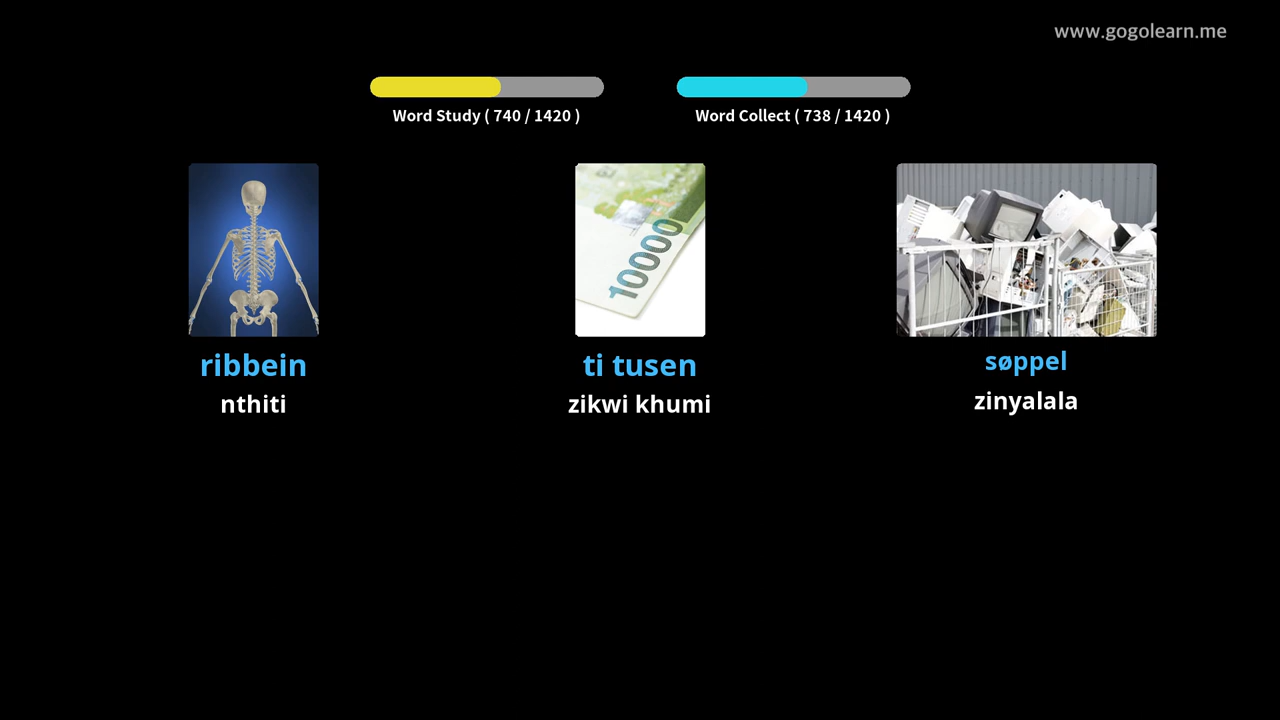 www.gogolearn.me
Word Study ( 740 / 1420 )
Word Collect ( 738 / 1420 )
10000
ribbein
nthiti
ti tusen
zikwi khumi
søppel
zinyalala